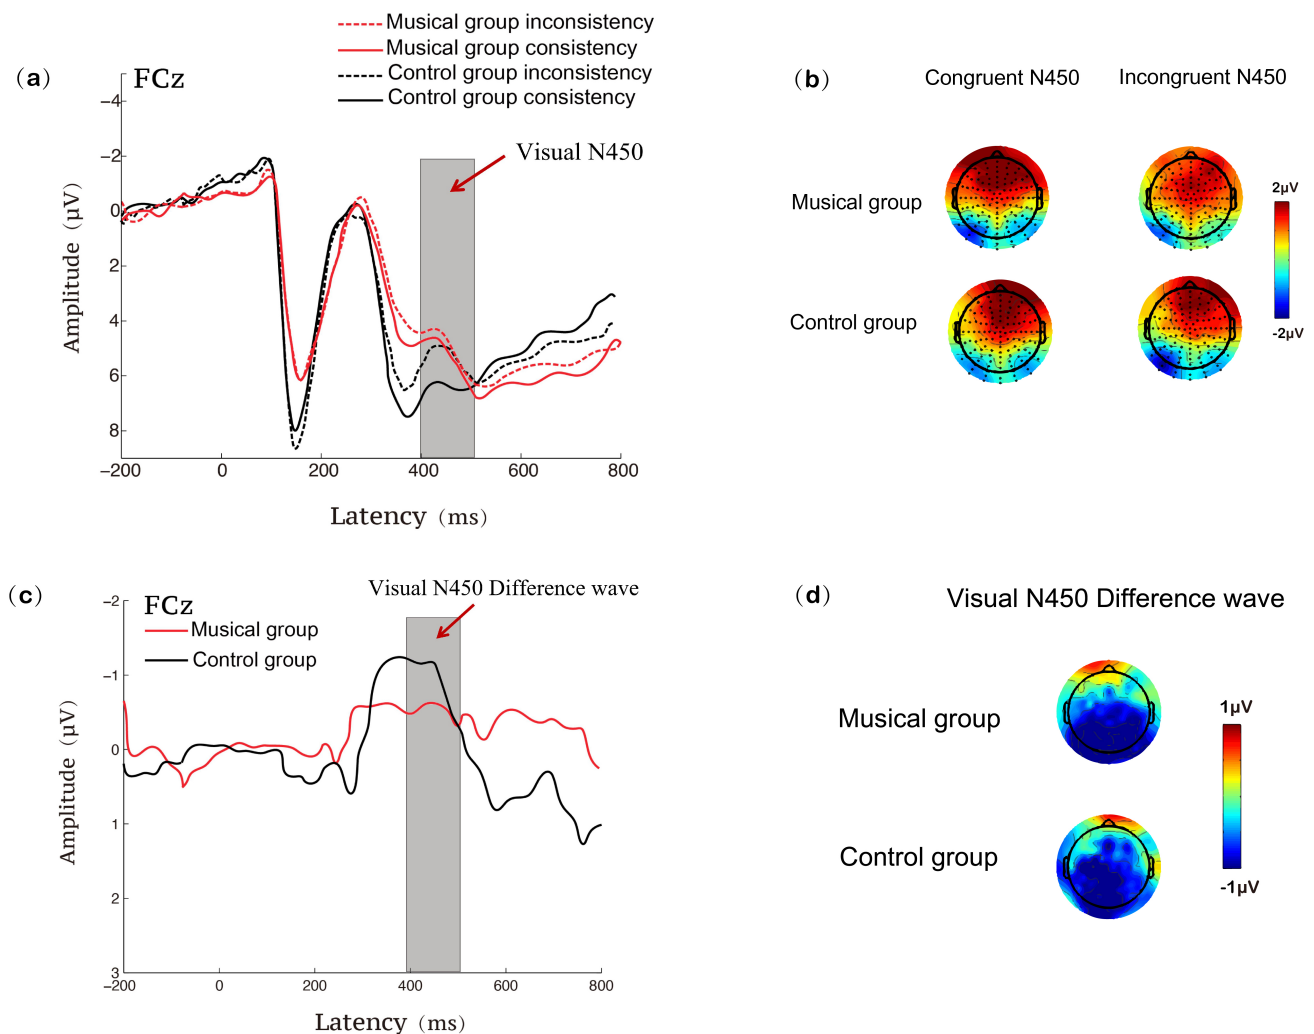 Musical group inconsistency
Musical group consistency
Control group inconsistency
Control group consistency
(a)
FCz
Visual N450
−4
−2
0
2
4
6
8
Amplitude (μV)
−200
0
200
400
600
800
Latency (ms)
(b)
Congruent N450
Incongruent N450
Musical group
Control group
2μV
-2μV
(c)
FCz
Visual N450 Difference wave
Musical group
Control group
−2
−1
0
1
2
3
Amplitude (μV)
−200
0
200
400
600
800
Latency (ms)
(d)
Visual N450 Difference wave
Musical group
Control group
1μV
-1μV